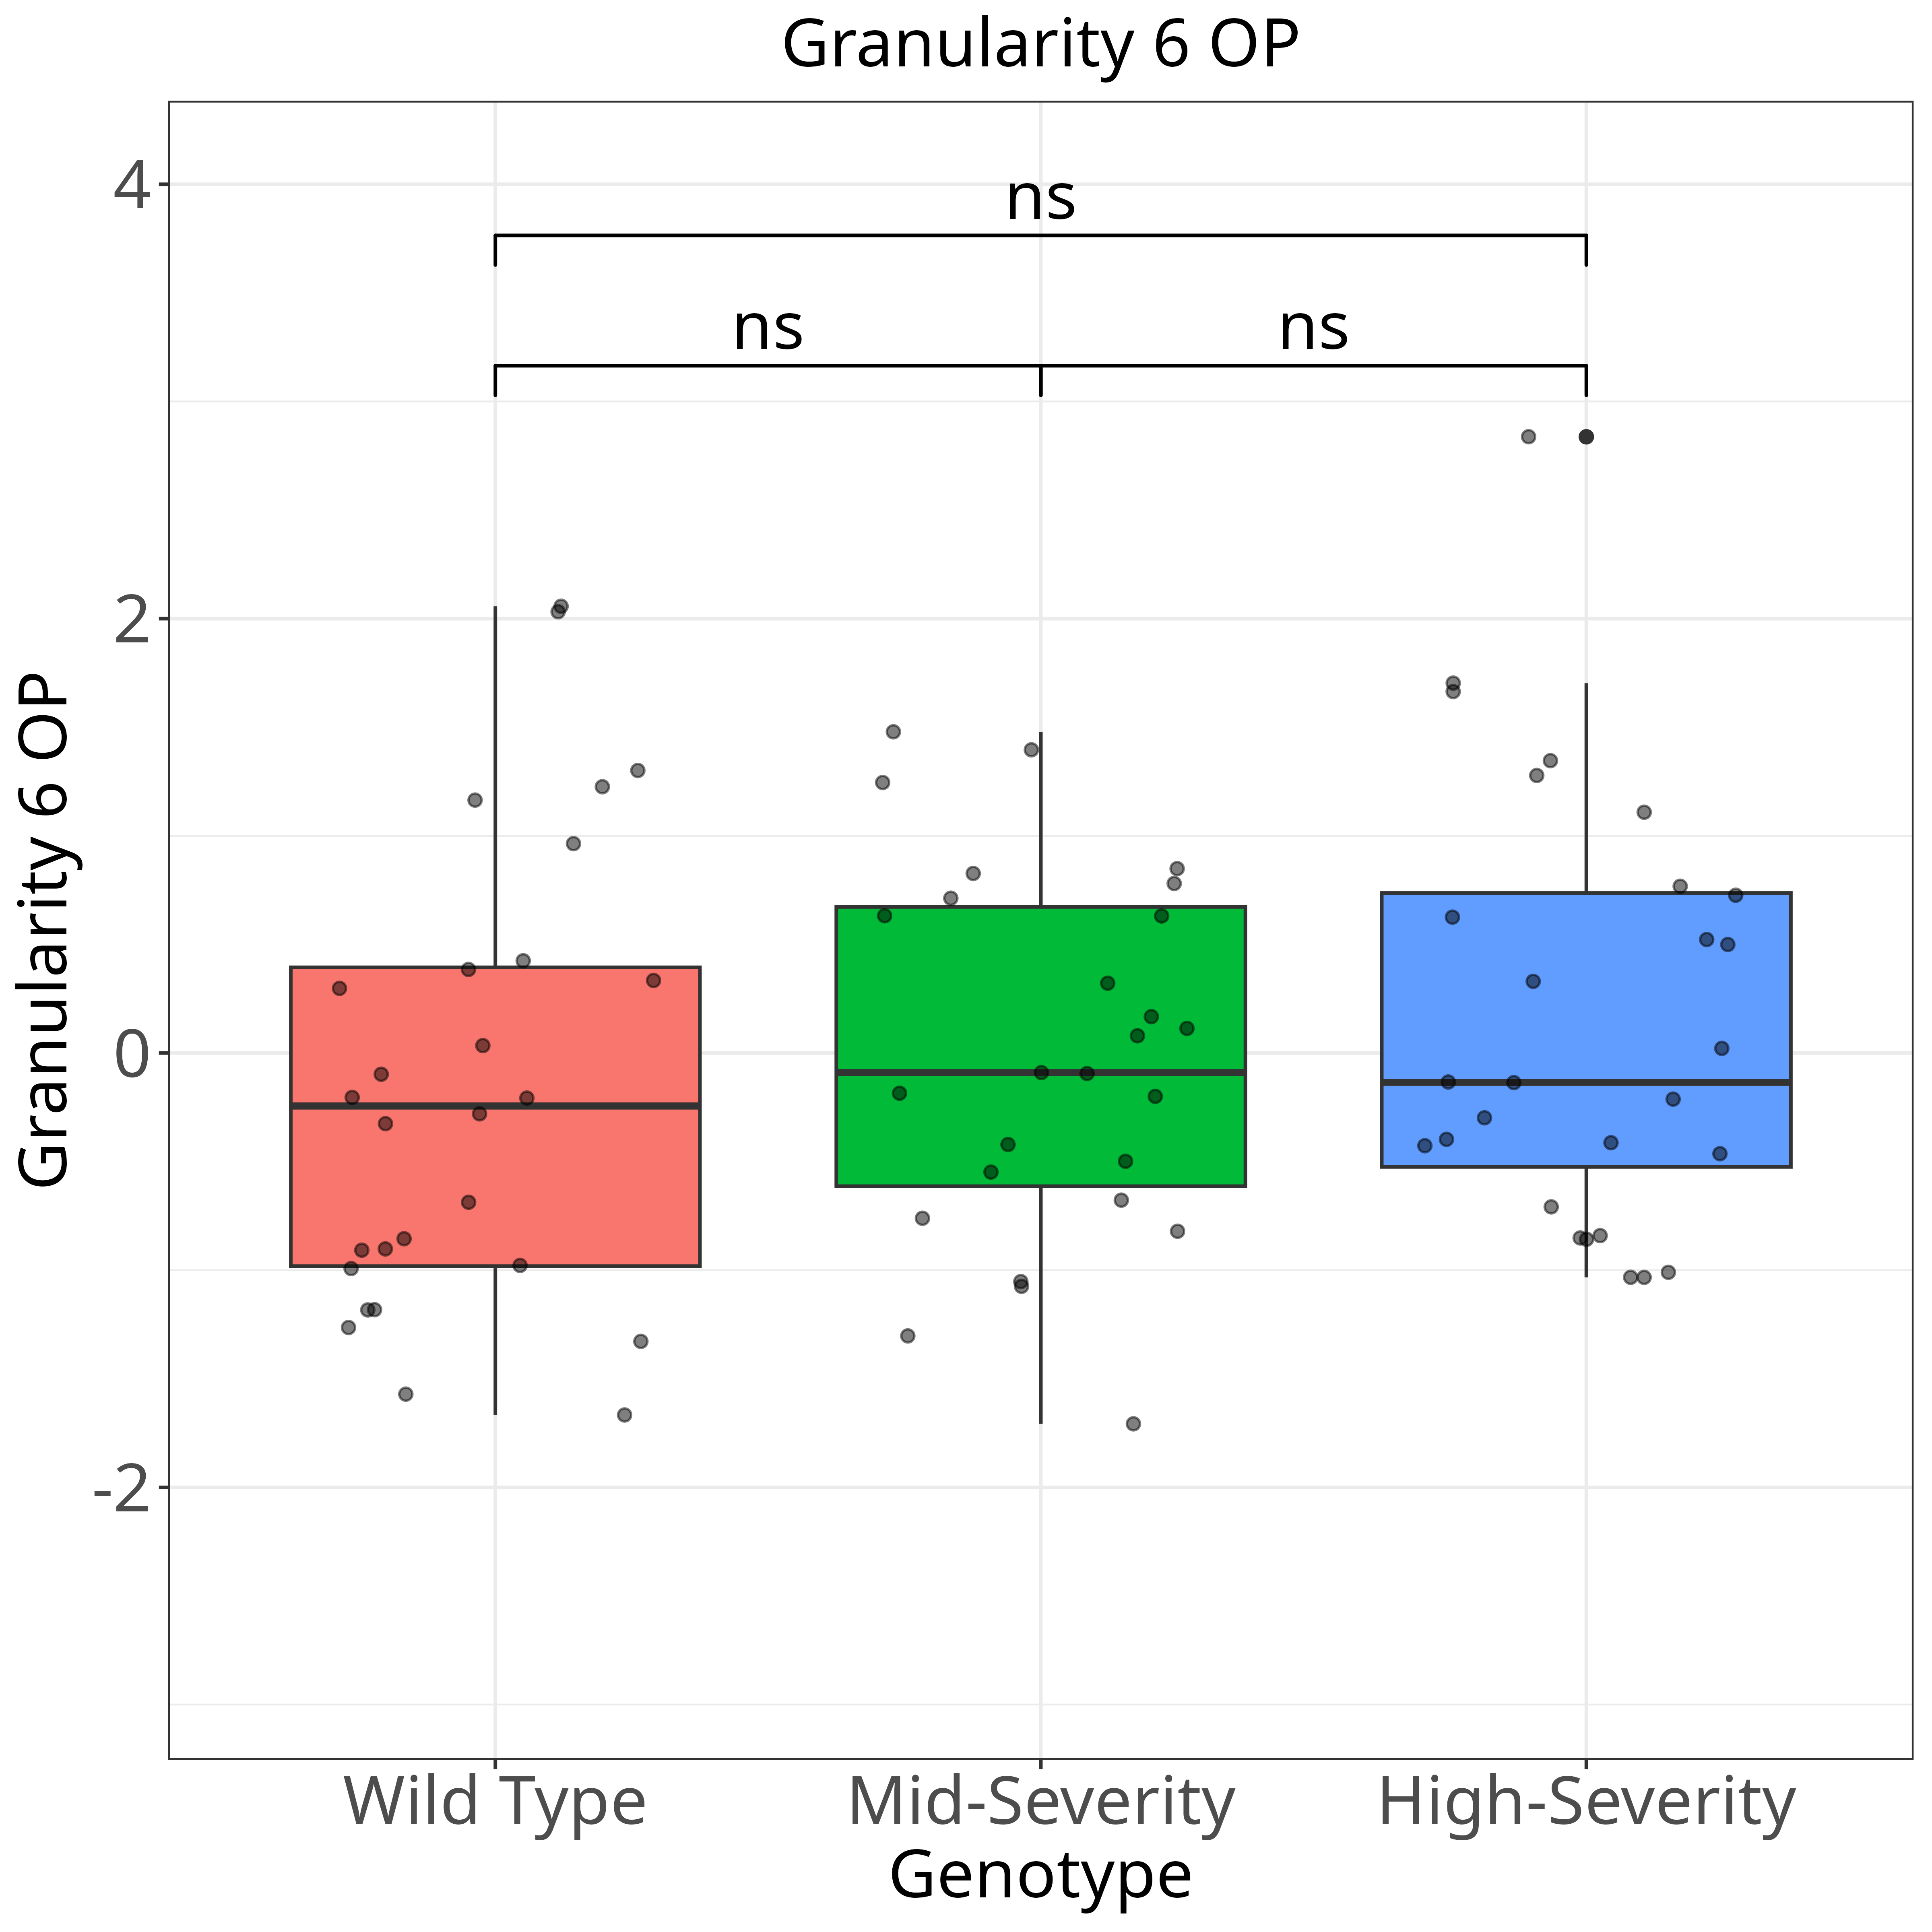 Granularity 6 OP
4
ns
ns ns
2
Granularity 6 OP
0
-2
Wild Type Mid-Severity High-Severity
Genotype